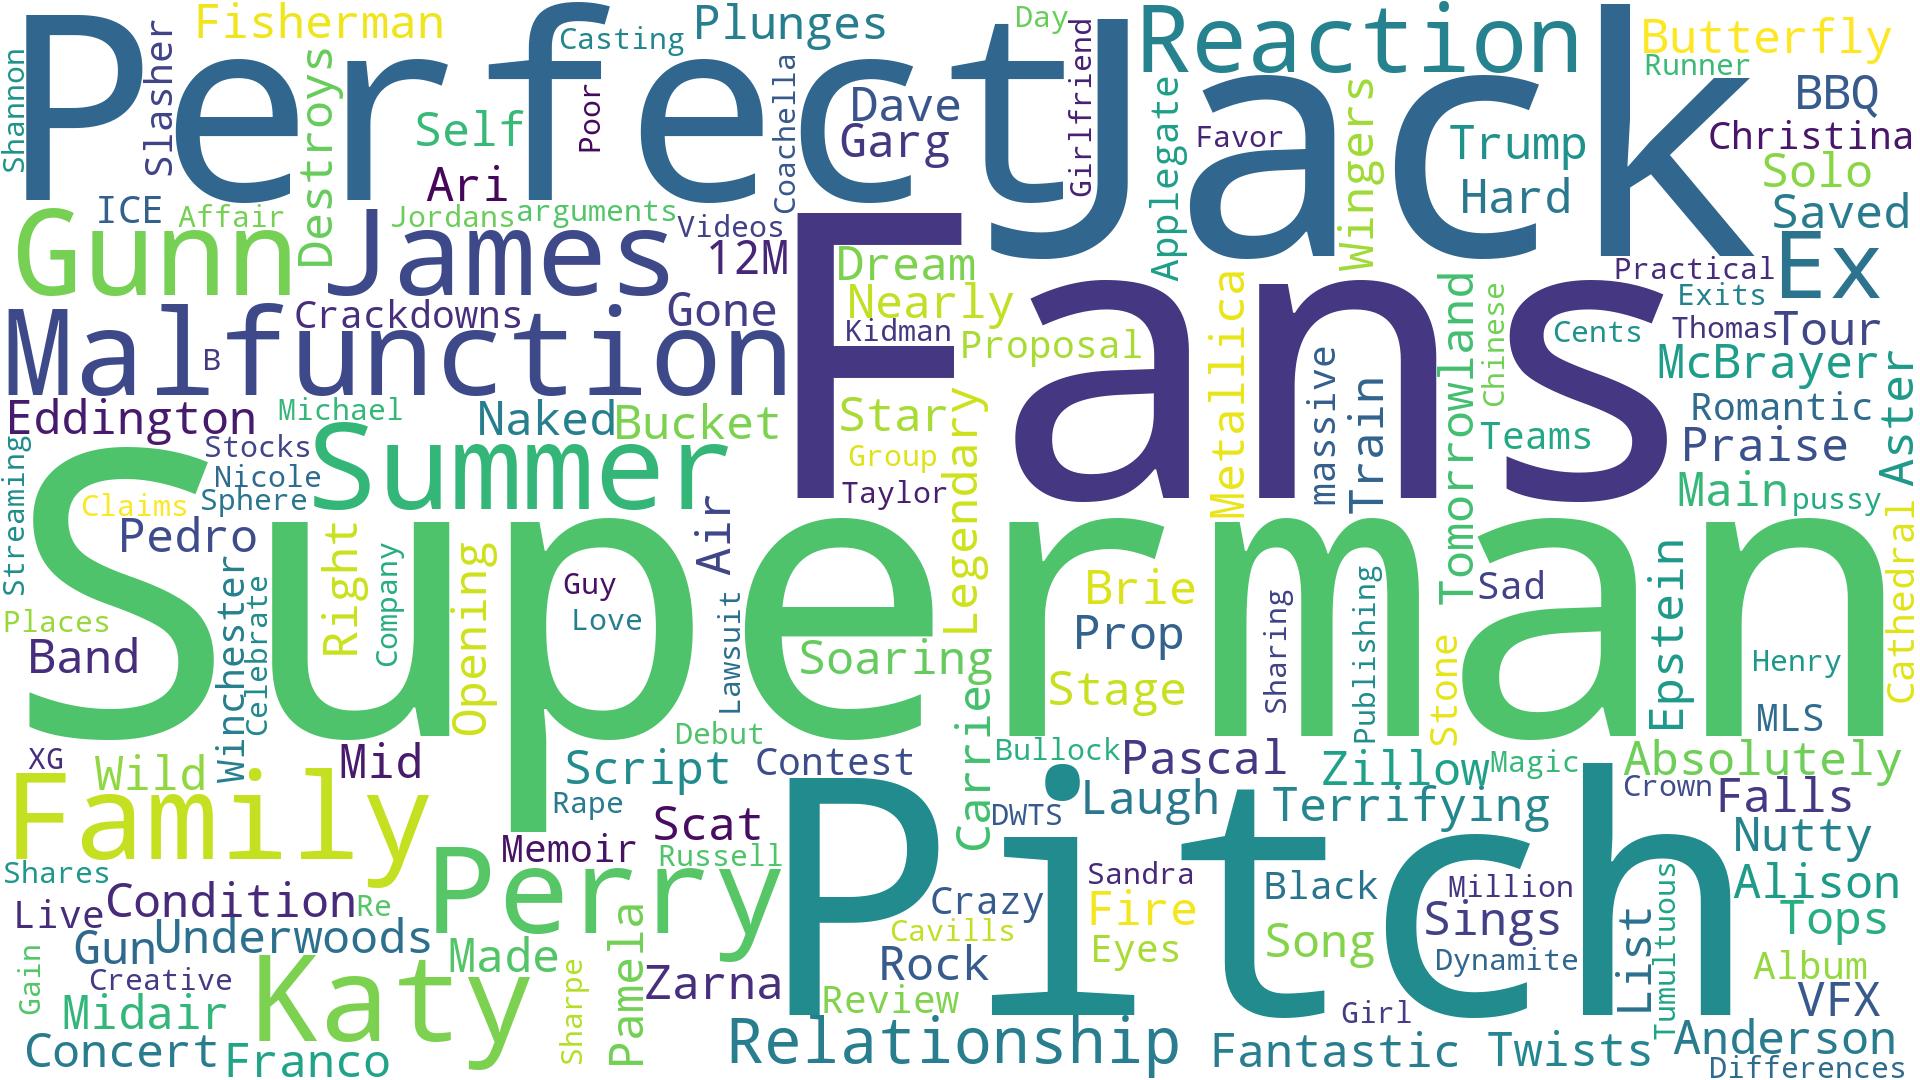 Perfect
Jack
Fans
Superman
Pitch
Shannon
Fisherman
Slasher
Destroys
Casting
Plunges
Day
Reaction
Butterfly
Runner
Self
Poor
Coachella
Dave
Garg
Girlfriend
Applegate
Favor
Wingers
Trump
Hard
BBQ
Christina
Solo
Saved
Ari
ICE
Affair
Jordans
arguments
Videos
Gunn
James
12M
Dream
Nearly
Kidman
Proposal
Metallica
Practical
Exits
Ex
Crackdowns
Gone
Malfunction
B
massive
Train
Tomorrowland
Chinese
Cents
Thomas
Tour
McBrayer
Aster
Eddington
Michael
Naked
Bucket
Star
Group
Taylor
Legendary
Teams
Romantic
Praise
Streaming
Stocks
Nicole
Sphere
Summer
Claims
Pedro
Air
Main
pussy
Cathedral
Winchester
Celebrate
Right
Company
Opening
Guy
Love
Lawsuit
Brie
Prop
Sharing
Publishing
Sad
Stone
Epstein
Henry
MLS
Places
Band
Soaring
Stage
Carrie
XG
Wild
Mid
Script
Debut
Contest
Bullock
Pascal
Zillow
Magic
Absolutely
Family
Rape
Scat
DWTS
Laugh
Terrifying
Crown
Falls
Nutty
Shares
Perry
Memoir
Russell
Sandra
Crazy
Fire
Black
Million
Sings
Alison
Tops
Live
Condition
Re
Gun
Underwoods
Made
Pamela
Cavills
Rock
Eyes
Song
Dynamite
List
Tumultuous
Album
VFX
Gain
Creative
Midair
Katy
Sharpe
Zarna
Review
Girl
Concert
Franco
Relationship
Fantastic
Twists
Anderson
Differences